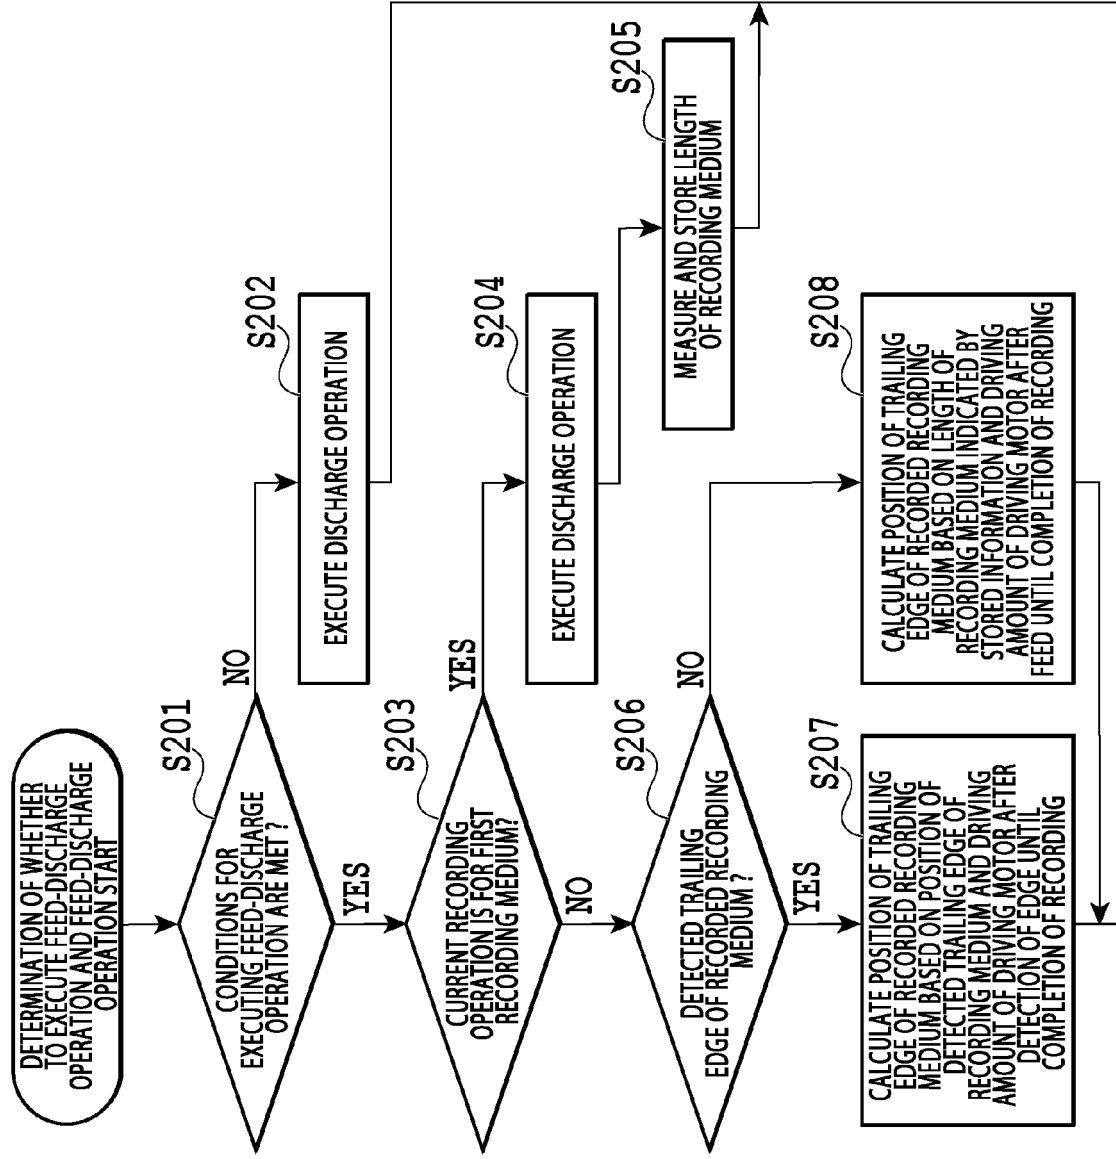 DETERMINATION OF WHETHER
TO EXECUTE FEED-DISCHARGE
OPERATION AND FEED-DISCHARGE
OPERATION START
S201
CONDITIONS FOR
EXECUTING FEED-DISCHARGE
OPERATION ARE MET ?
NO
YES
S202
EXECUTE DISCHARGE OPERATION
S203
CURRENT RECORDING
OPERATION IS FOR FIRST
RECORDING MEDIUM?
YES
NO
S204
EXECUTE DISCHARGE OPERATION
S205
MEASURE AND STORE LENGTH
OF RECORDING MEDIUM
S206
DETECTED TRAILING
EDGE OF RECORDED RECORDING
MEDIUM ?
NO
YES
S207
CALCULATE POSITION OF TRAILING
EDGE OF RECORDED RECORDING
MEDIUM BASED ON POSITION OF
DETECTED TRAILING EDGE OF
RECORDING MEDIUM AND DRIVING
AMOUNT OF DRIVING MOTOR AFTER
DETECTION OF EDGE UNTIL
COMPLETION OF RECORDING
S208
CALCULATE POSITION OF TRAILING
EDGE OF RECORDED RECORDING
MEDIUM BASED ON LENGTH OF
RECORDING MEDIUM INDICATED BY
STORED INFORMATION AND DRIVING
AMOUNT OF DRIVING MOTOR AFTER
FEED UNTIL COMPLETION OF RECORDING